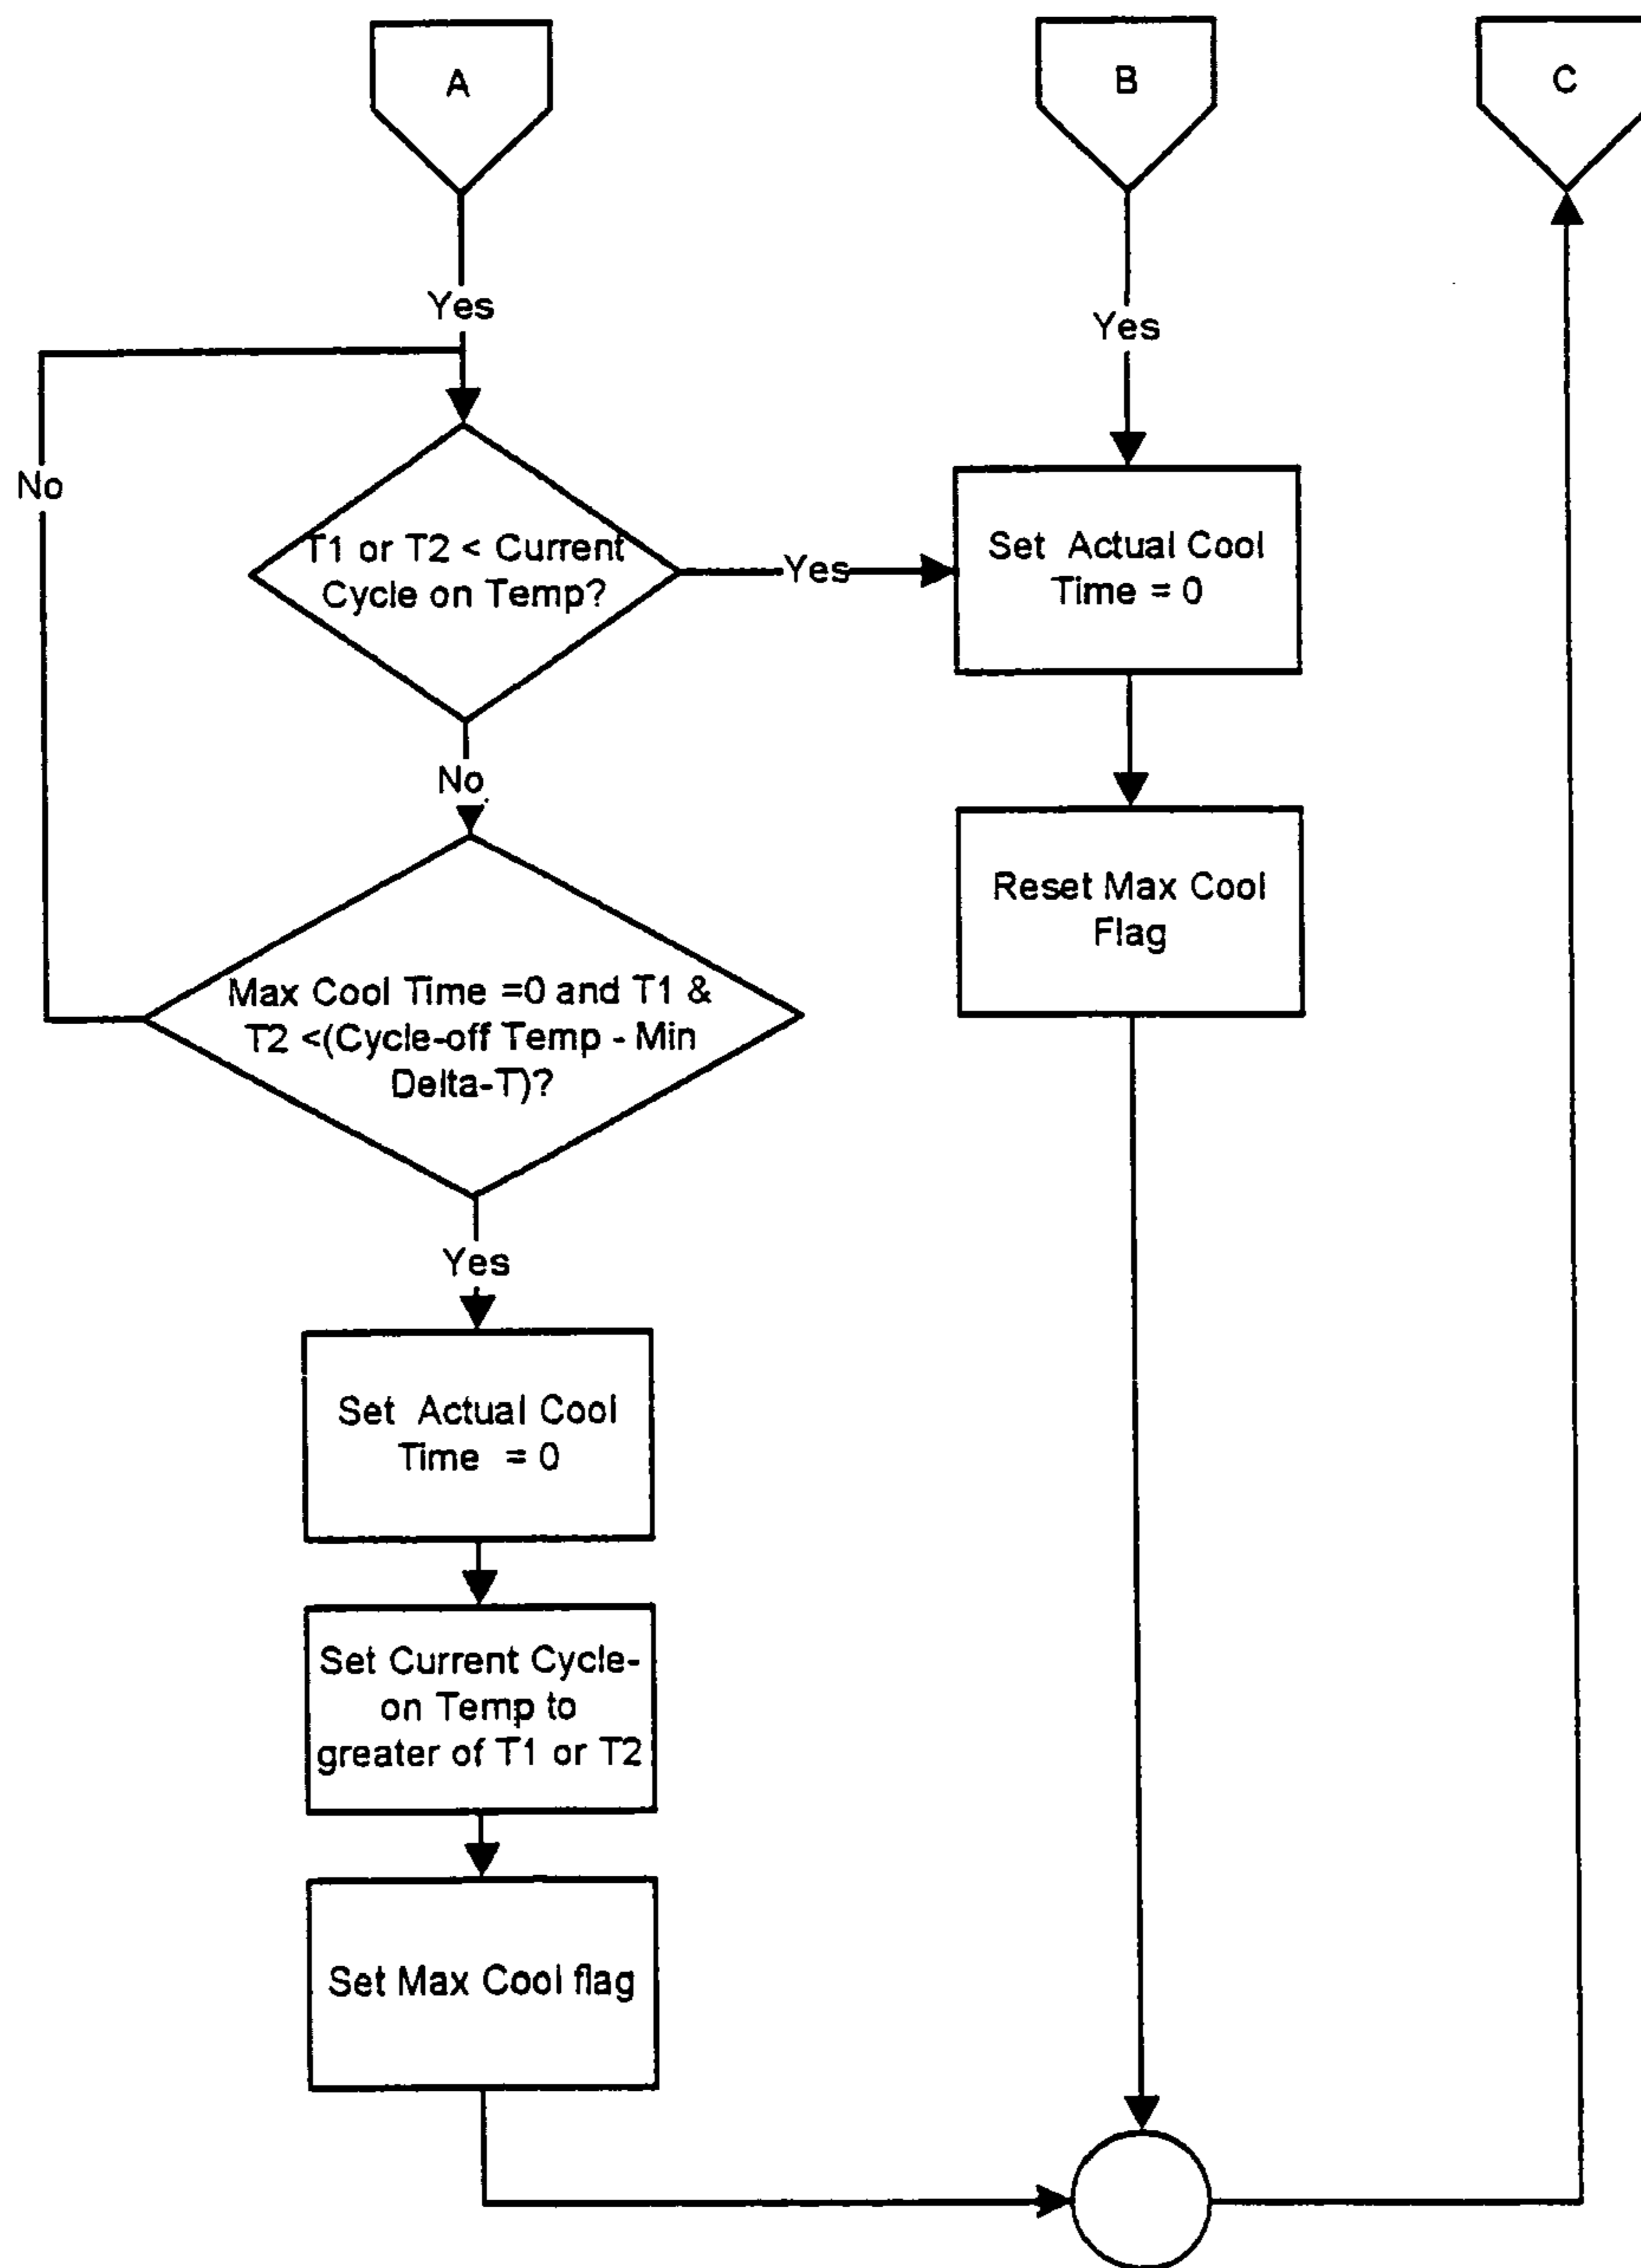 A
B
C
Yes
Yes
No
T1 or T2 < Current
Cycle on Temp?
Yes
Set Actual Cool
Time = 0
No
Reset Max Cool
Flag
Max Cool Time =0 and T1 &
T2 <(Cycle-off Temp - Min
Delta-T)?
Yes
Set Actual Cool
Time = 0
Set Current Cycle-
on Temp to
greater of T1 or T2
Set Max Cool flag